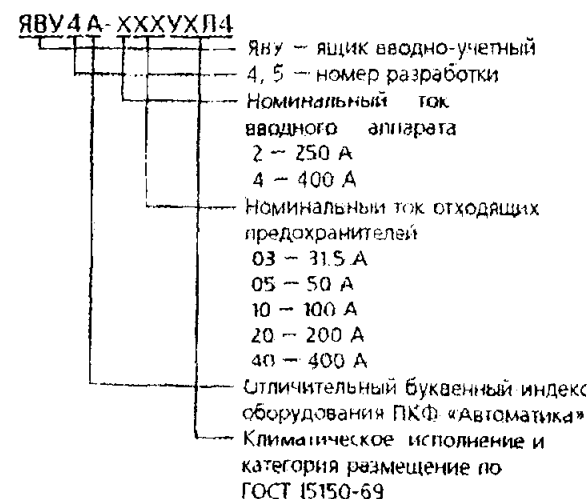 ЯВУ4А-ХХХУХЛ4
ЯВУ — ящик вводно-учетный
4, 5 — номер разработки
Номинальный ток
вводного аппарата
2 — 250 А
4 — 400 А
Номинальный ток отходящих
предохранителей
03 — 31.5 А
05 — 50 А
10 — 100 А
20 — 200 А
40 — 400 А
Отличительный буквенный индекс
оборудования ПКФ «Автоматика»
Климатическое исполнение и
категория размещение по
ГОСТ 15150-69